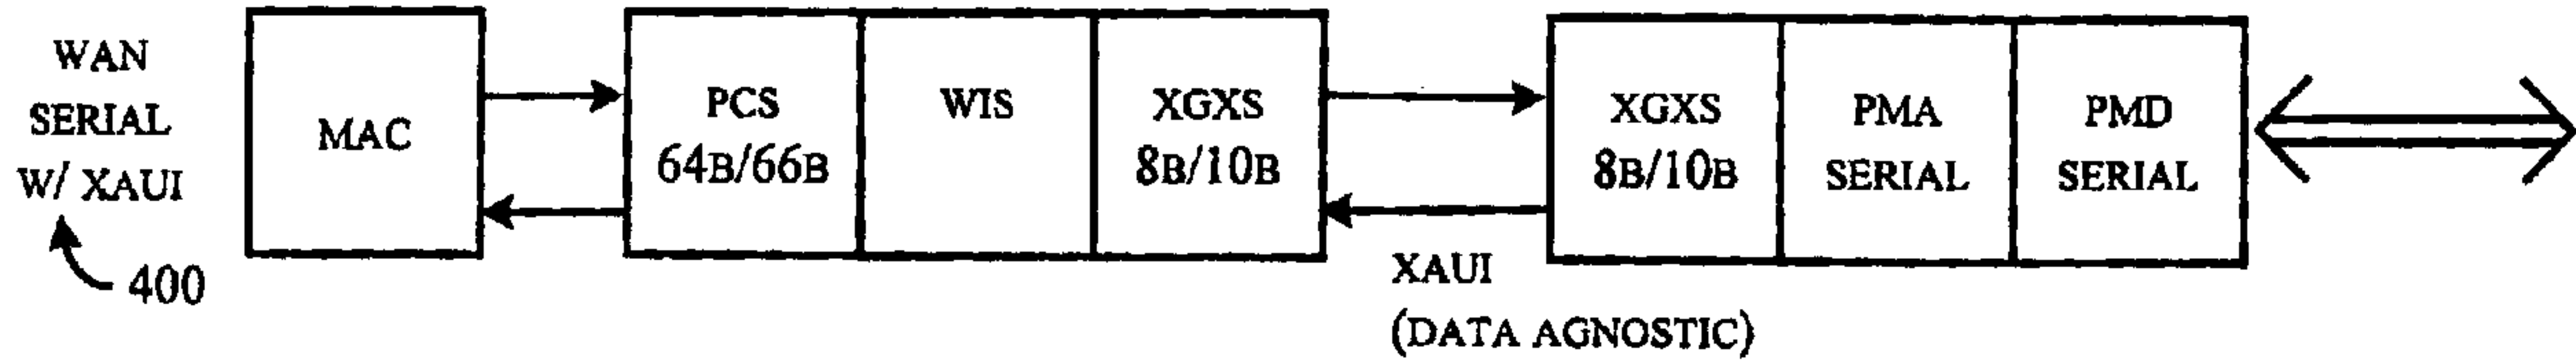 WAN
SERIAL
W/ XAUI
400
MAC
PCS
64B/66B
WIS
XGXS
8B/10B
XAUI
(DATA AGNOSTIC)
XGXS
8B/10B
PMA
SERIAL
PMD
SERIAL